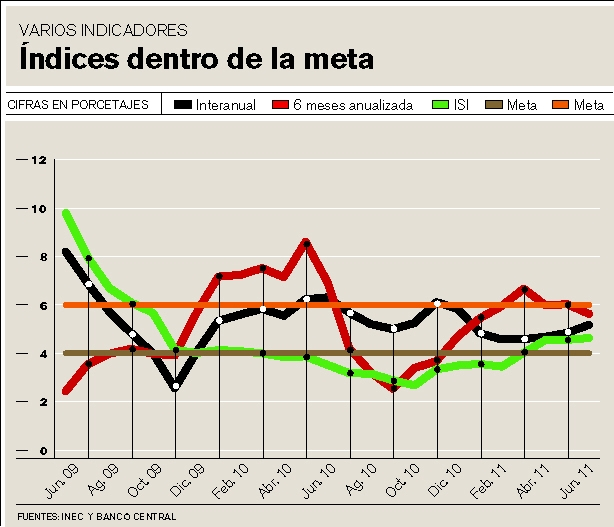 VARIOS INDICADORES
Índices dentro de la meta
CIFRAS EN PORCETAJES Interanual 6 meses anualizada ISI Meta Meta
12
10
8
6
4
2
0
Jun. 09 Ag. 09 Oct. 09 Dic. 09 Feb. 10 Abr. 10 Jun. 10 Ag. 10 Oct. 10 Dic. 10 Feb. 11 Abr. 11 Jun. 11
FUENTES: INEC Y BANCO CENTRAL